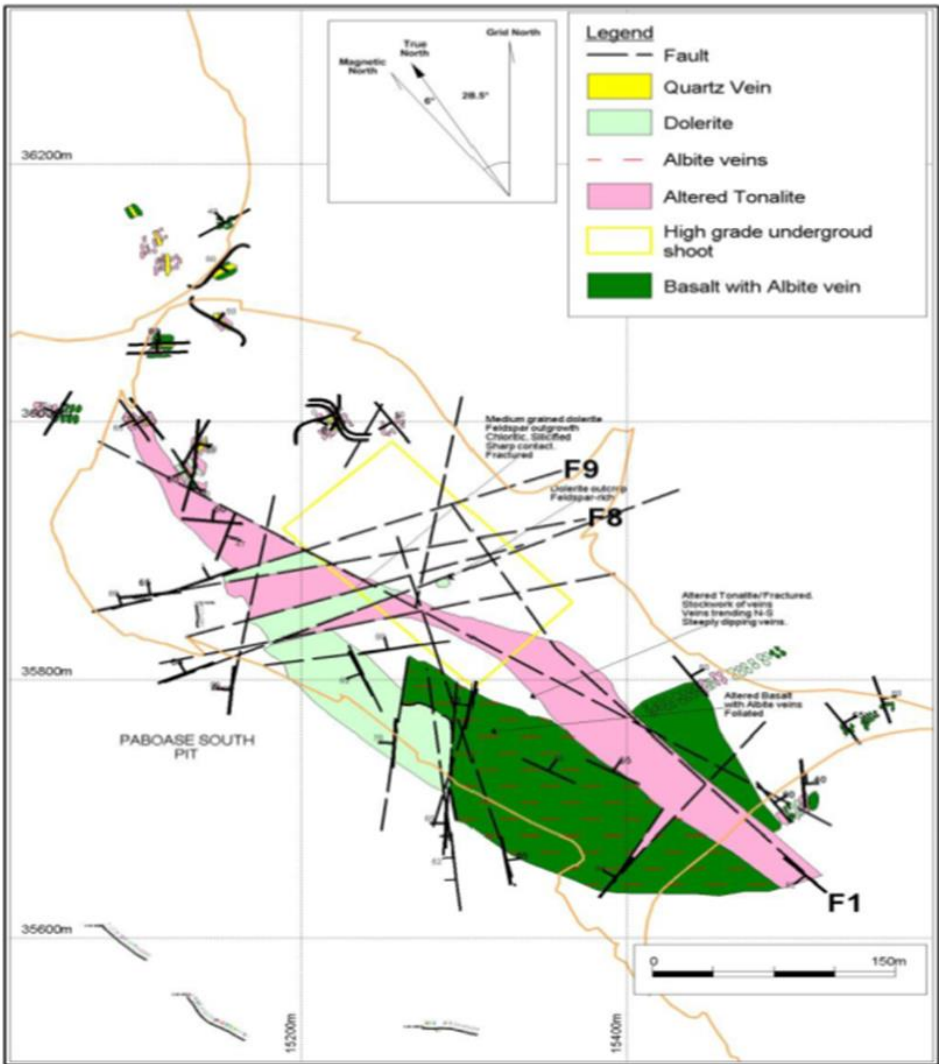 Magnetic
North
True
North
Grid North
6°
28.5°
Legend
Fault
Quartz Vein
Dolerite
Albite veins
Altered Tonalite
High grade undergroud
shoot
Basalt with Albite vein
36200m
Medium grained dolerite
Feldspar outgrowth
Chloritic, Silicified
Sharp contact.
Fractured
F9
Dolerite outcrop
Feldspar-rich
F8
Altered Tonalite/Fractured.
Stockwork of veins
Veins trending N-S
Steeply dipping veins.
35800m
Altered Basalt
with Albite veins
Foliated
PABOASE SOUTH
PIT
F1
35600m
0 150m
15200m
15400m